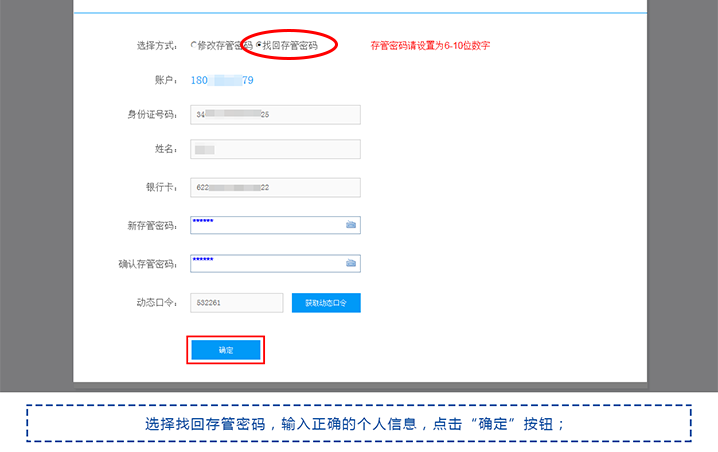 选择方式： 修改存管密码 找回存管密码 存管密码请设置为6-10位数字
账户： 180 79
身份证号码： 34 25
姓名：
银行卡： 622 22
新存管密码： ******
确认存管密码： ******
动态口令： 532261 获取动态口令
确定
选择找回存管密码，输入正确的个人信息，点击“确定”按钮；